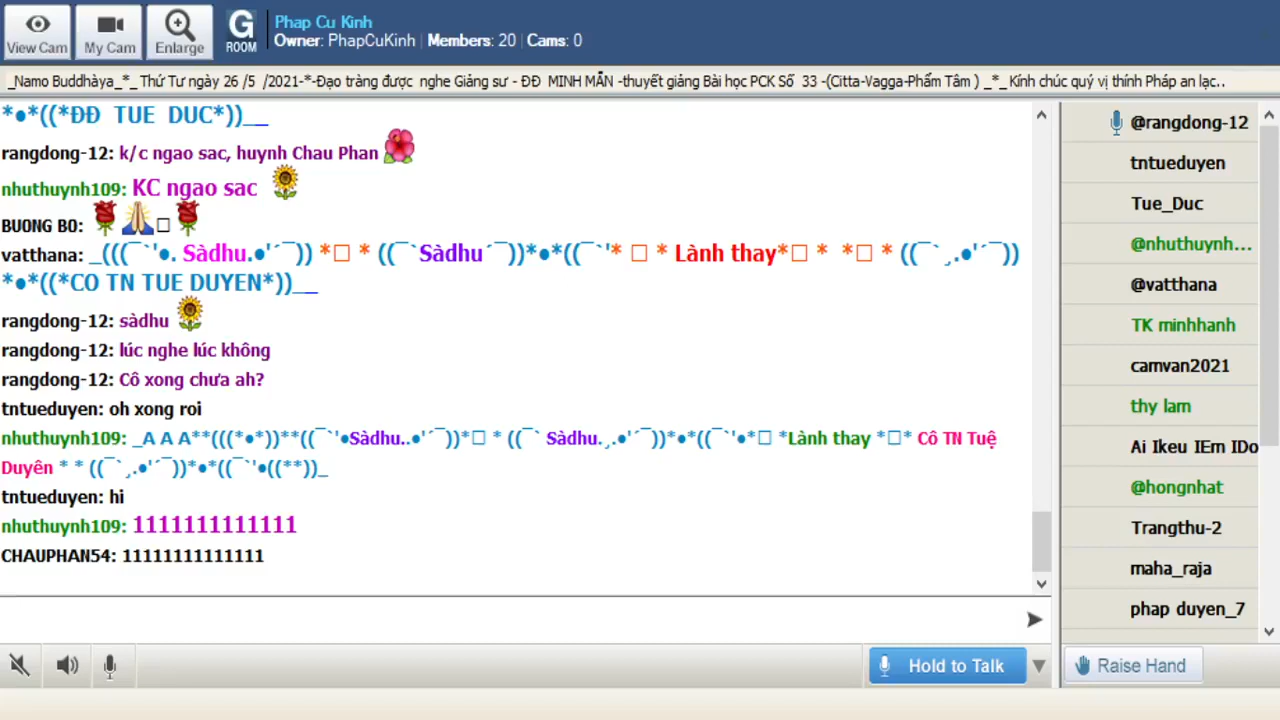 Phap Cu Kinh
Owner: PhapCuKinh | Members: 20 | Cams: 0
View Cam
My Cam
Enlarge
G ROOM
_Namo Buddhàya_*_ Thứ Tư ngày 26 /5 /2021-*-Đạo tràng được nghe Giảng sư - ĐĐ MINH MẪN -thuyết giảng Bài học PCK Số 33 -(Citta-Vagga-Phẩm Tâm ) _*_ Kính chúc quý vị thính Pháp an lạc..
*●*((*ĐĐ TUE DUC*))__
rangdong-12: k/c ngao sac, huynh Chau Phan
nhuthuynh109: KC ngao sac
BUONG BO: □
vatthana: _(((¯`'●. Sàdhu.●'´¯)) *□ * ((¯`Sàdhu´¯))*●*((¯`'* □ * Lành thay*□ * *□ * ((¯`¸.●'´¯))
*●*((*CO TN TUE DUYEN*))__
rangdong-12: sàdhu
rangdong-12: lúc nghe lúc không
rangdong-12: Cô xong chưa ah?
tntueduyen: oh xong roi
nhuthuynh109: _A A A**(((*●*))**((¯`'●Sàdhu..●'´¯))*□ * ((¯` Sàdhu.¸.●'´¯))*●*((¯`'●*□ *Lành thay *□* Cô TN Tuệ
Duyên * * ((¯`¸.●'´¯))*●*((¯`'●((**))_
tntueduyen: hi
nhuthuynh109: 1111111111111
CHAUPHAN54: 11111111111111
@rangdong-12
tntueduyen
Tue_Duc
@nhuthuynh...
@vatthana
TK minhhanh
camvan2021
thy lam
Ai Ikeu IEm IDo
@hongnhat
Trangthu-2
maha_raja
phap duyen_7
Hold to Talk
Raise Hand